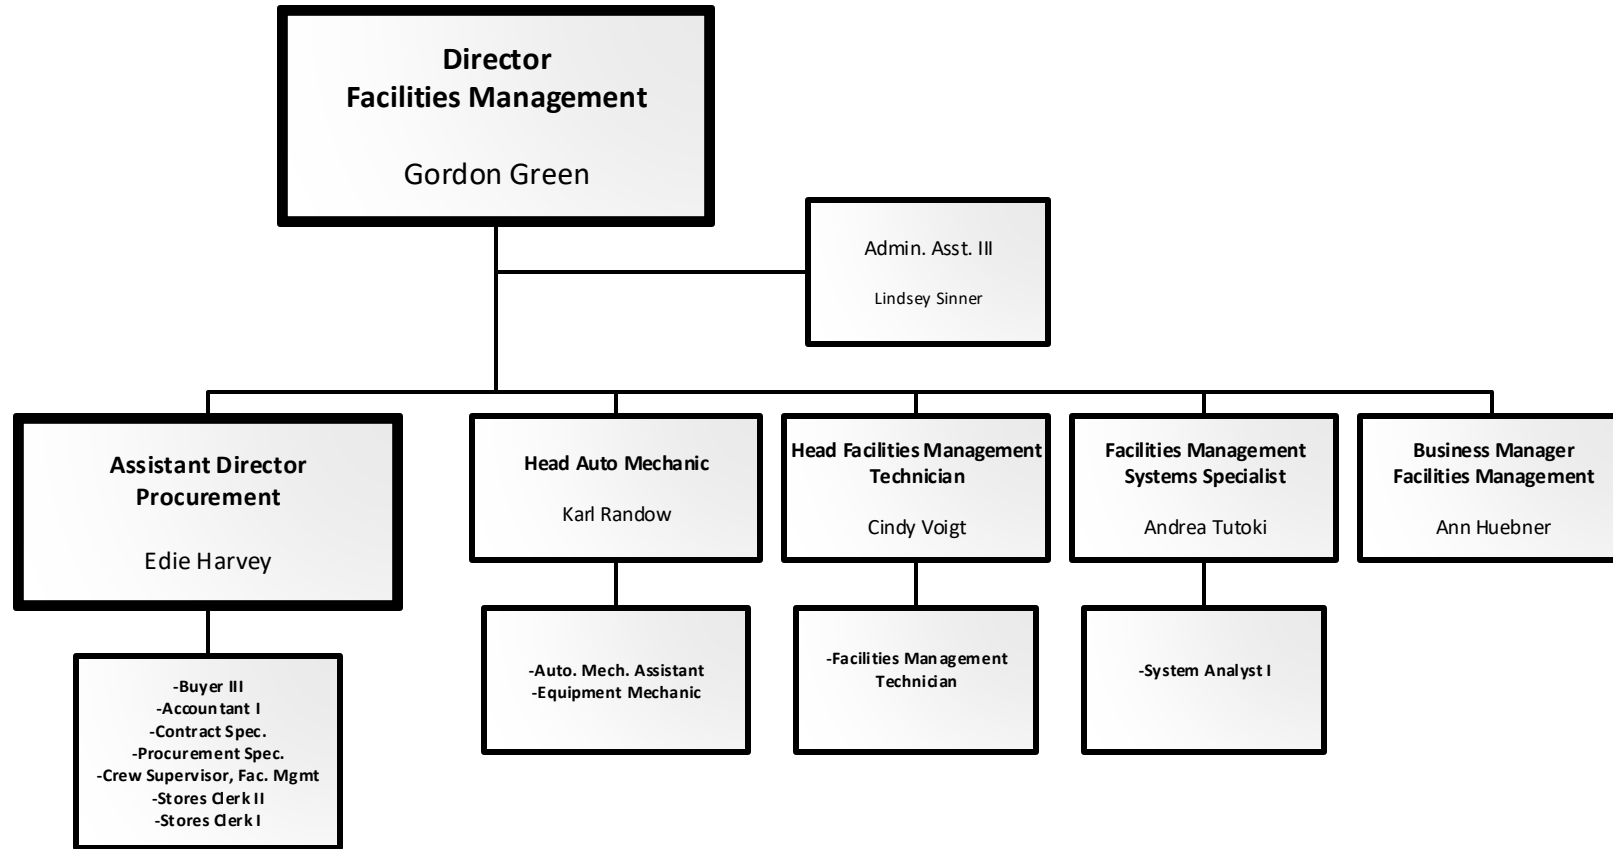 Director
Facilities Management
Gordon Green
Admin. Asst. III
Lindsey Sinner
Assistant Director
Procurement
Edie Harvey
Head Auto Mechanic
Karl Randow
Head Facilities Management
Technician
Cindy Voigt
Facilities Management
Systems Specialist
Andrea Tutoki
Business Manager
Facilities Management
Ann Huebner
-Buyer III
-Accountant I
-Contract Spec.
-Procurement Spec.
-Crew Supervisor, Fac. Mgmt
-Stores Clerk II
-Stores Clerk I
-Auto. Mech. Assistant
-Equipment Mechanic
-Facilities Management
Technician
-System Analyst I